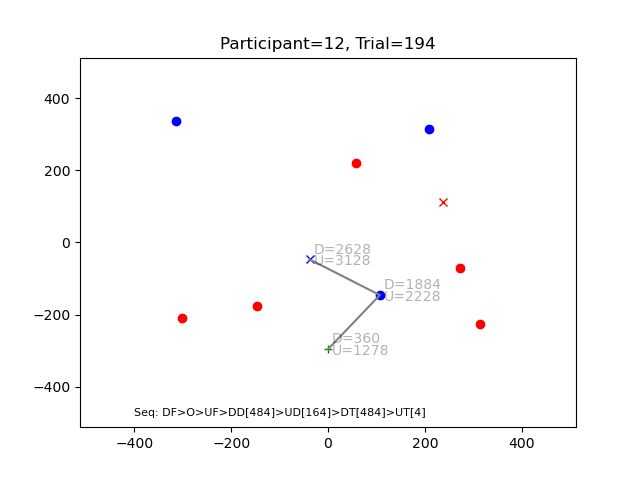 Participant=12, Trial=194
400
200
0
−200
−400
D=2628
U=3128
D=1884
U=2228
D=360
U=1278
Seq: DF>O>UF>DD[484]>UD[164]>DT[484]>UT[4]
−400
−200
0
200
400